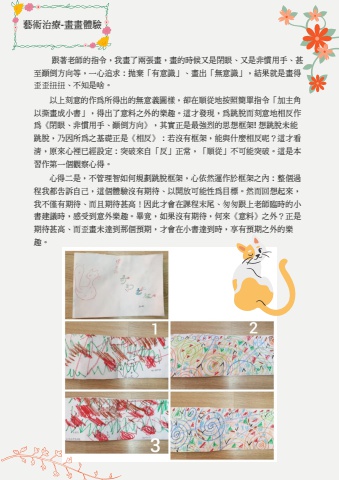 藝術治療-畫畫體驗
跟著老師的指令，我畫了兩張畫，畫的時候又是閉眼、又是非慣用手、甚
至顛倒方向等。一心追求：拋棄「有意識」、畫出「無意識」，結果就是畫得
歪歪扭扭、不知是啥。
以上刻意的作為所得出的無意義圖樣，卻在順從地按照簡單指令「加主角
以撕畫成小書」，得出了意料之外的樂趣。這才發現，為跳脫而刻意地相反作
為《閉眼、非慣用手、顛倒方向》，其實正是最強烈的思想框架!想跳脫未能
跳脫，乃因所為之基礎正是《相反》：若沒有框架，能與什麼相反呢？這才看
清，原來心裡已經設定：突破來自「反」正常，「順從」不可能突破。這是本
習作第一個觀察心得。
心得二是，不管理智如何規劃跳脫框架，心依然運作於框架之內：整個過
程我都告訴自己，這個體驗沒有期待、以開放可能性為目標。然而回想起來，
我不僅有期待、而且期待甚高！因此才會在課程末尾、匆匆跟上老師臨時的小
書建議時，感受到意外樂趣。畢竟，如果沒有期待，何來《意料》之外？正是
期待甚高、而歪畫未達到那個預期，才會在小書達到時，享有預期之外的樂
趣。
1
2
3